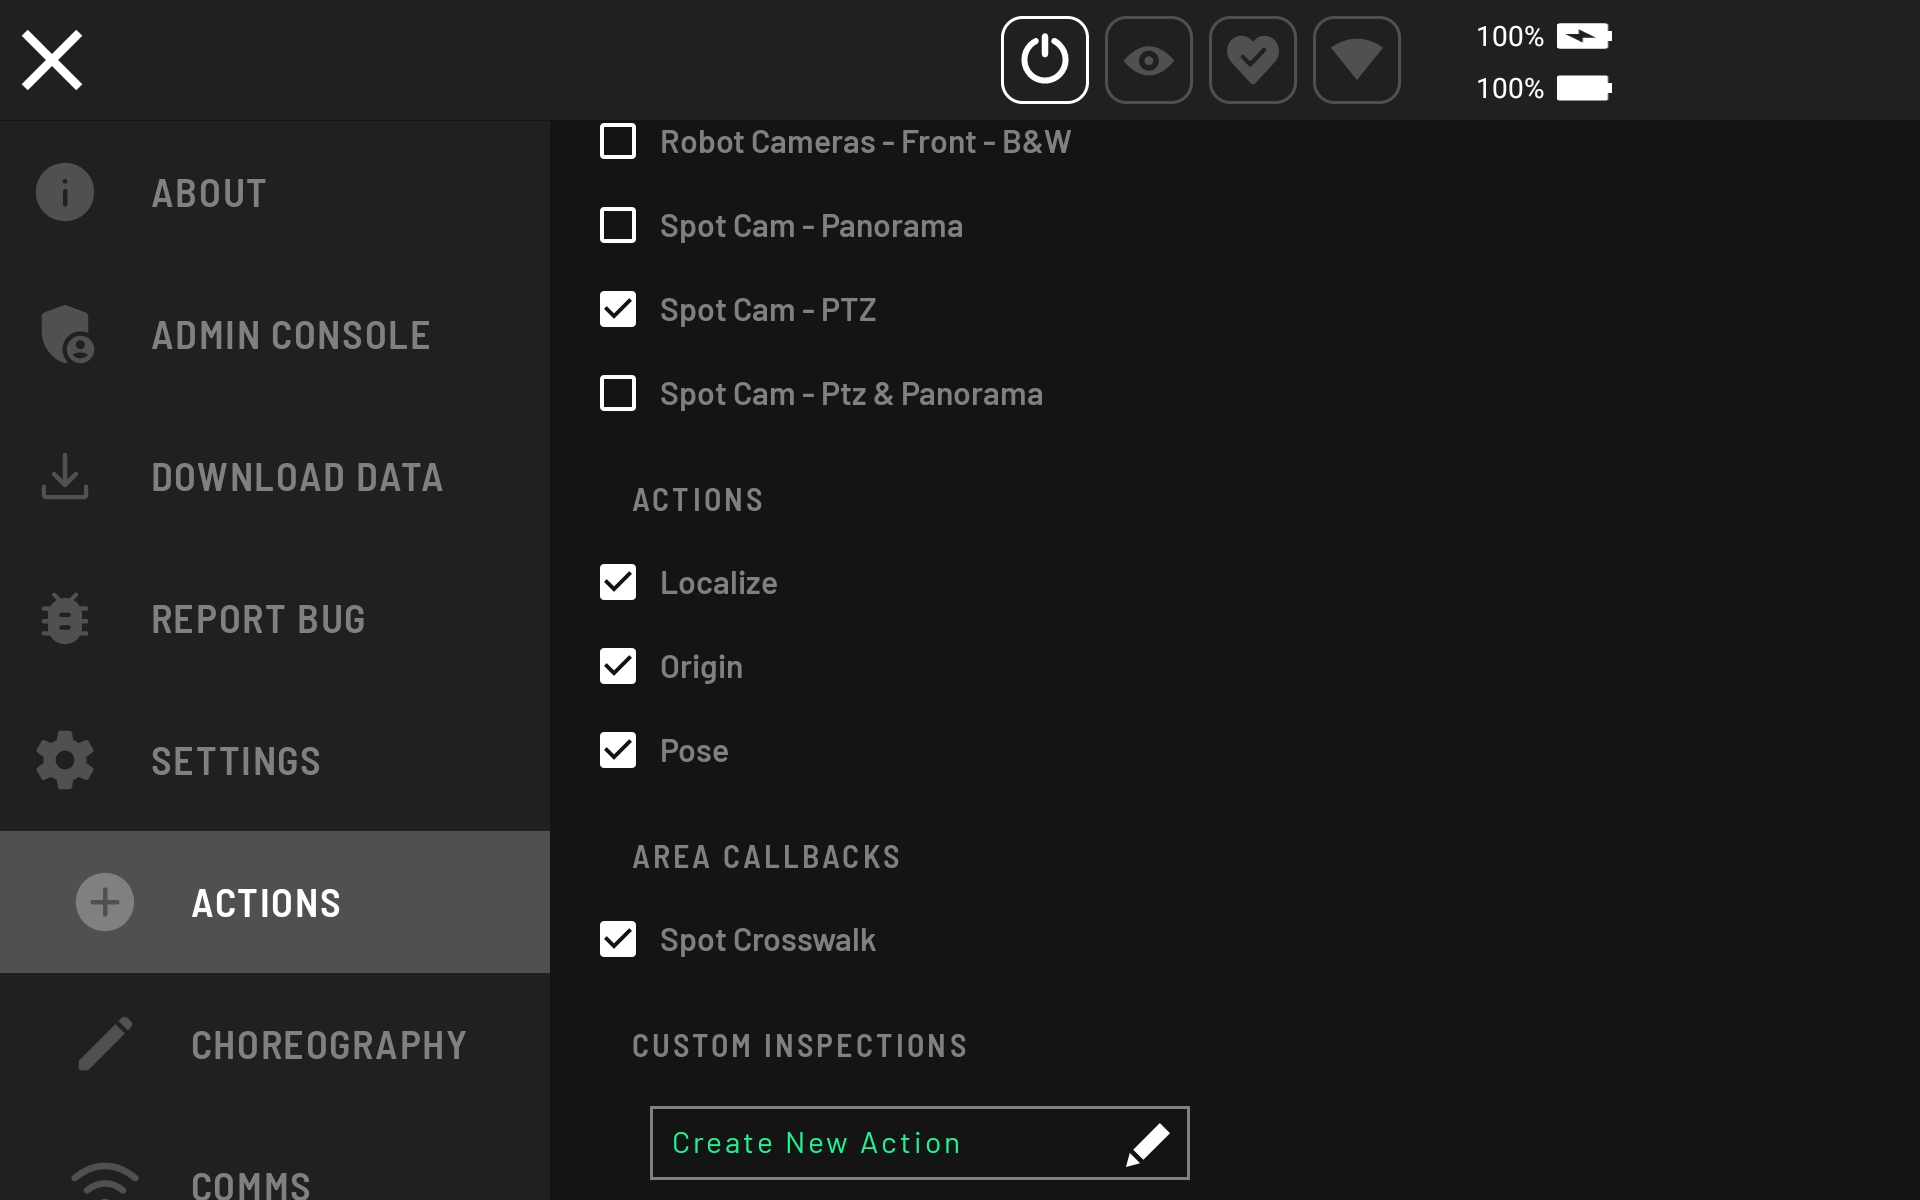 100%
100%
ABOUT
ADMIN CONSOLE
DOWNLOAD DATA
REPORT BUG
SETTINGS
ACTIONS
CHOREOGRAPHY
COMMS
Robot Cameras - Front - B&W
Spot Cam - Panorama
Spot Cam - PTZ
Spot Cam - Ptz & Panorama
ACTIONS
Localize
Origin
Pose
AREA CALLBACKS
Spot Crosswalk
CUSTOM INSPECTIONS
Create New Action